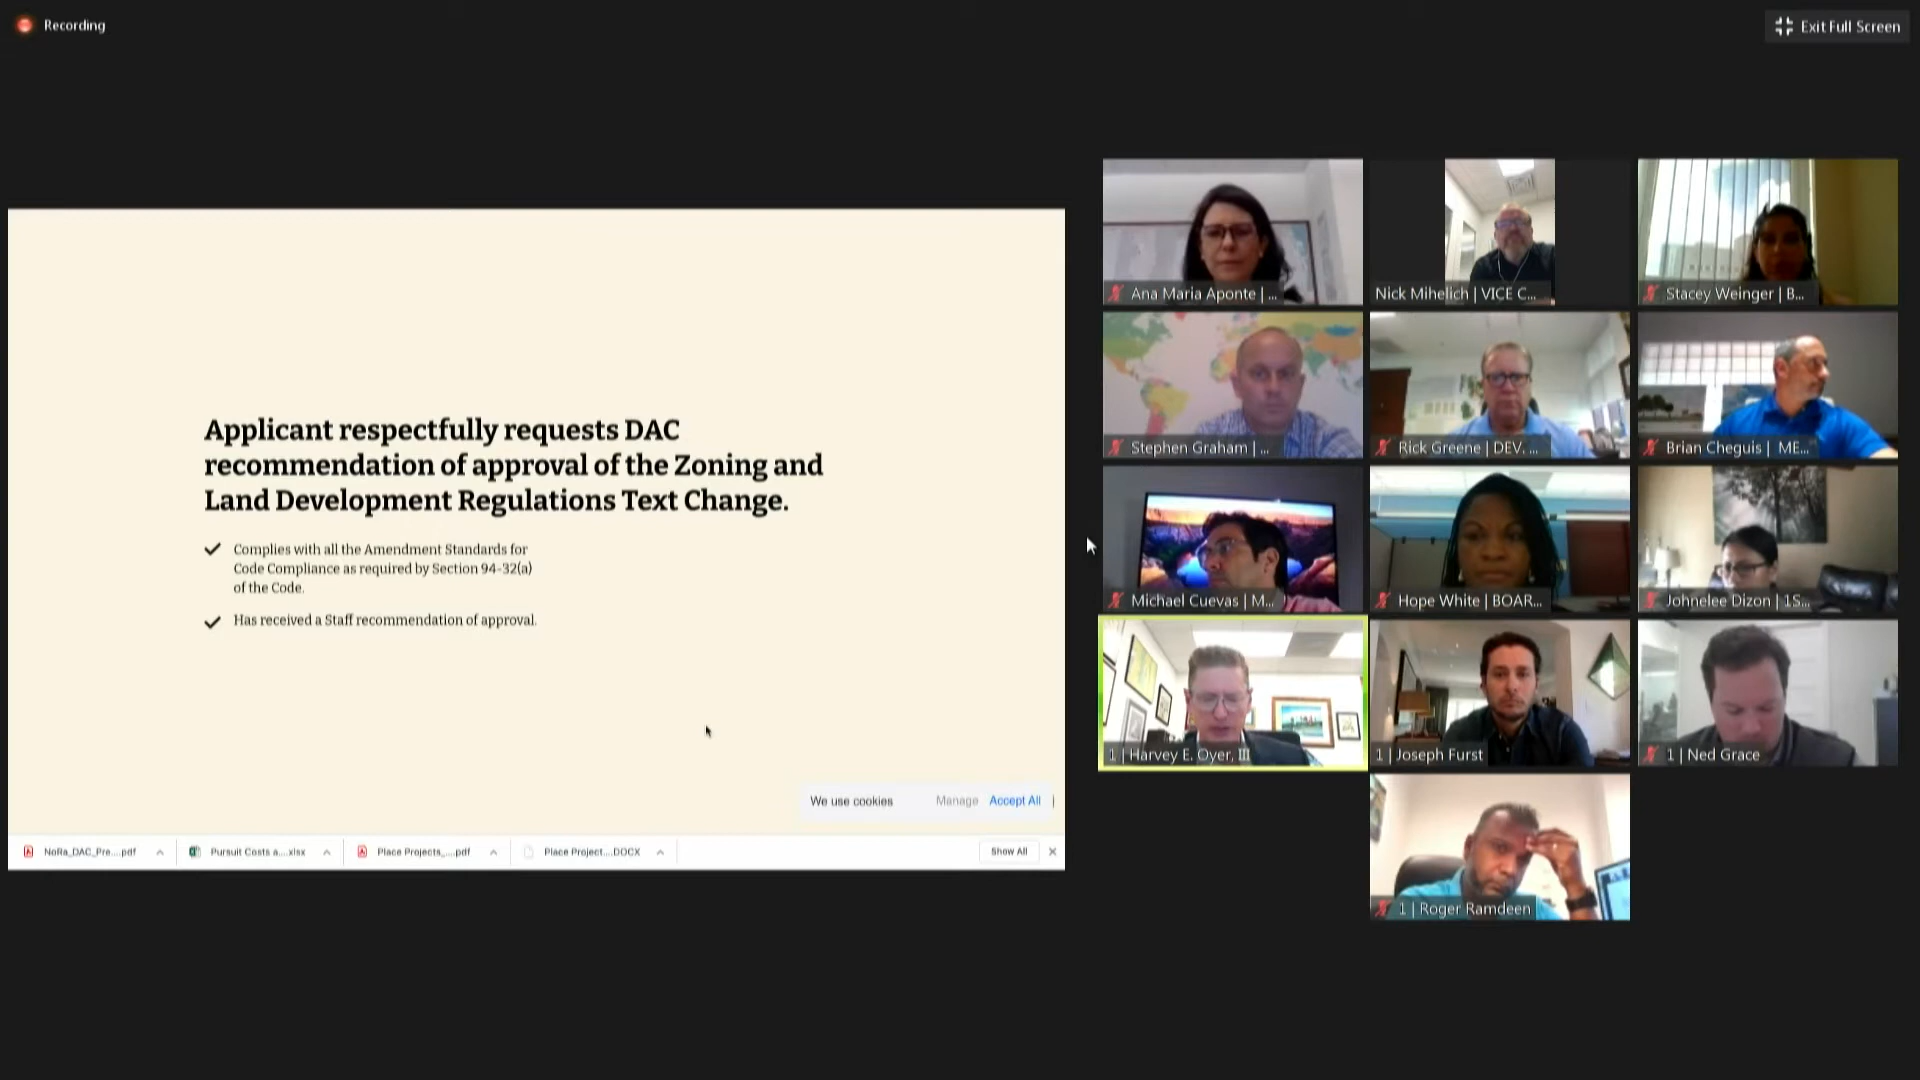 Recording
Exit Full Screen
Applicant respectfully requests DAC
recommendation of approval of the Zoning and
Land Development Regulations Text Change.
Complies with all the Amendment Standards for
Code Compliance as required by Section 94-32(a)
of the Code.
Has received a Staff recommendation of approval.
We use cookies Manage Accept All
NoRa_DAC_Pre....pdf Pursuit Costs a....xlsx Place Projects_....pdf Place Project....DOCX Show All
Ana Maria Aponte | ...
Nick Mihelich | VICE C...
Stacey Weinger | B...
Stephen Graham | ...
Rick Greene | DEV. ...
Brian Cheguis | ME...
Michael Cuevas | M...
Hope White | BOAR...
Johnelee Dizon | 1S...
1 | Harvey E. Oyer, III
1 | Joseph Furst
1 | Ned Grace
1 | Roger Ramdeen